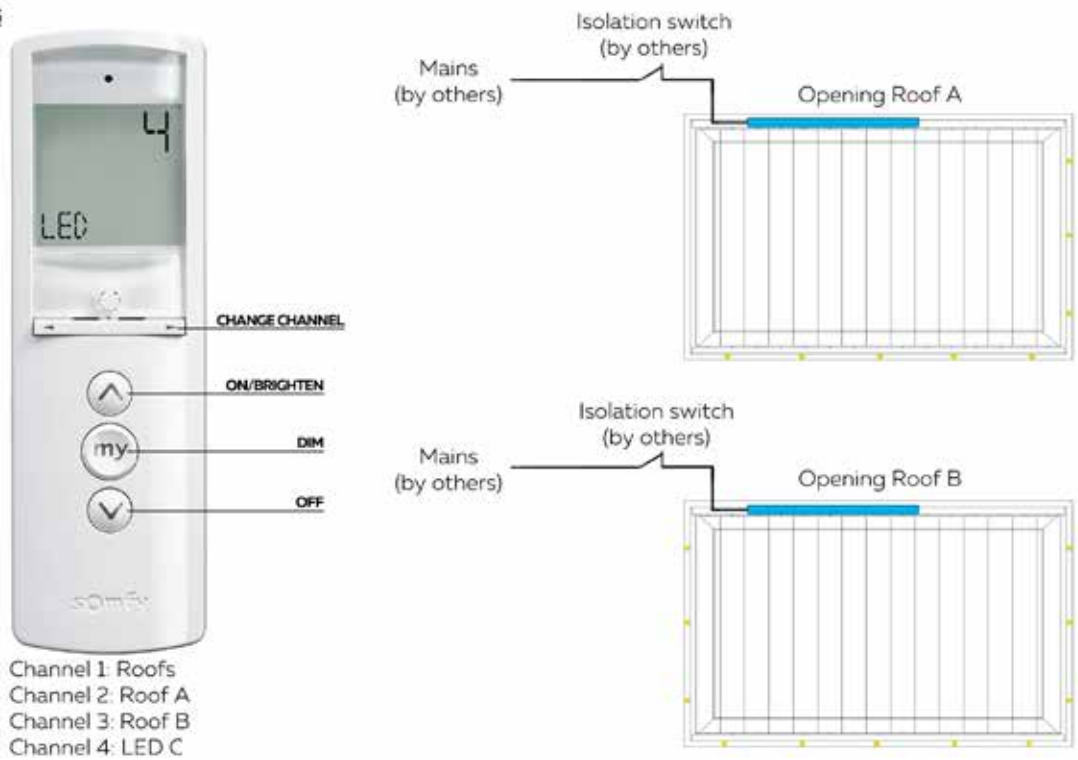 4
LED
CHANGE CHANNEL
ON/BRIGHTEN
my
DIM
OFF
somfy
Channel 1: Roofs
Channel 2: Roof A
Channel 3: Roof B
Channel 4: LED C
Isolation switch
(by others)
Mains
(by others)
Opening Roof A
Isolation switch
(by others)
Mains
(by others)
Opening Roof B